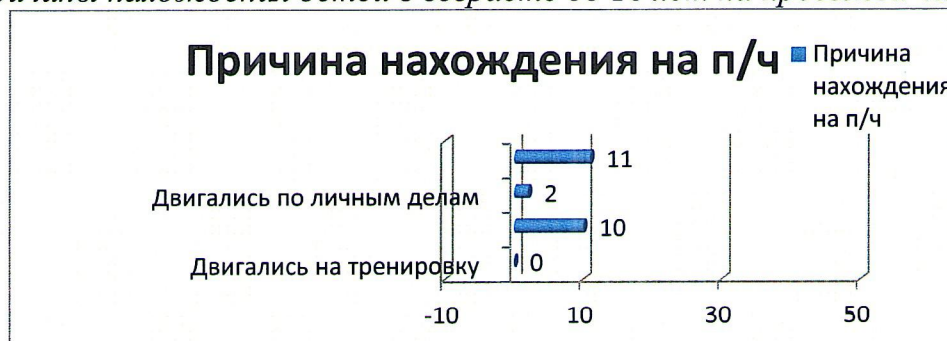 Причина нахождения на п/ч
Причина
нахождения
на п/ч
11
Двигались по личным делам
2
10
Двигались на тренировку
0
-10 10 30 50